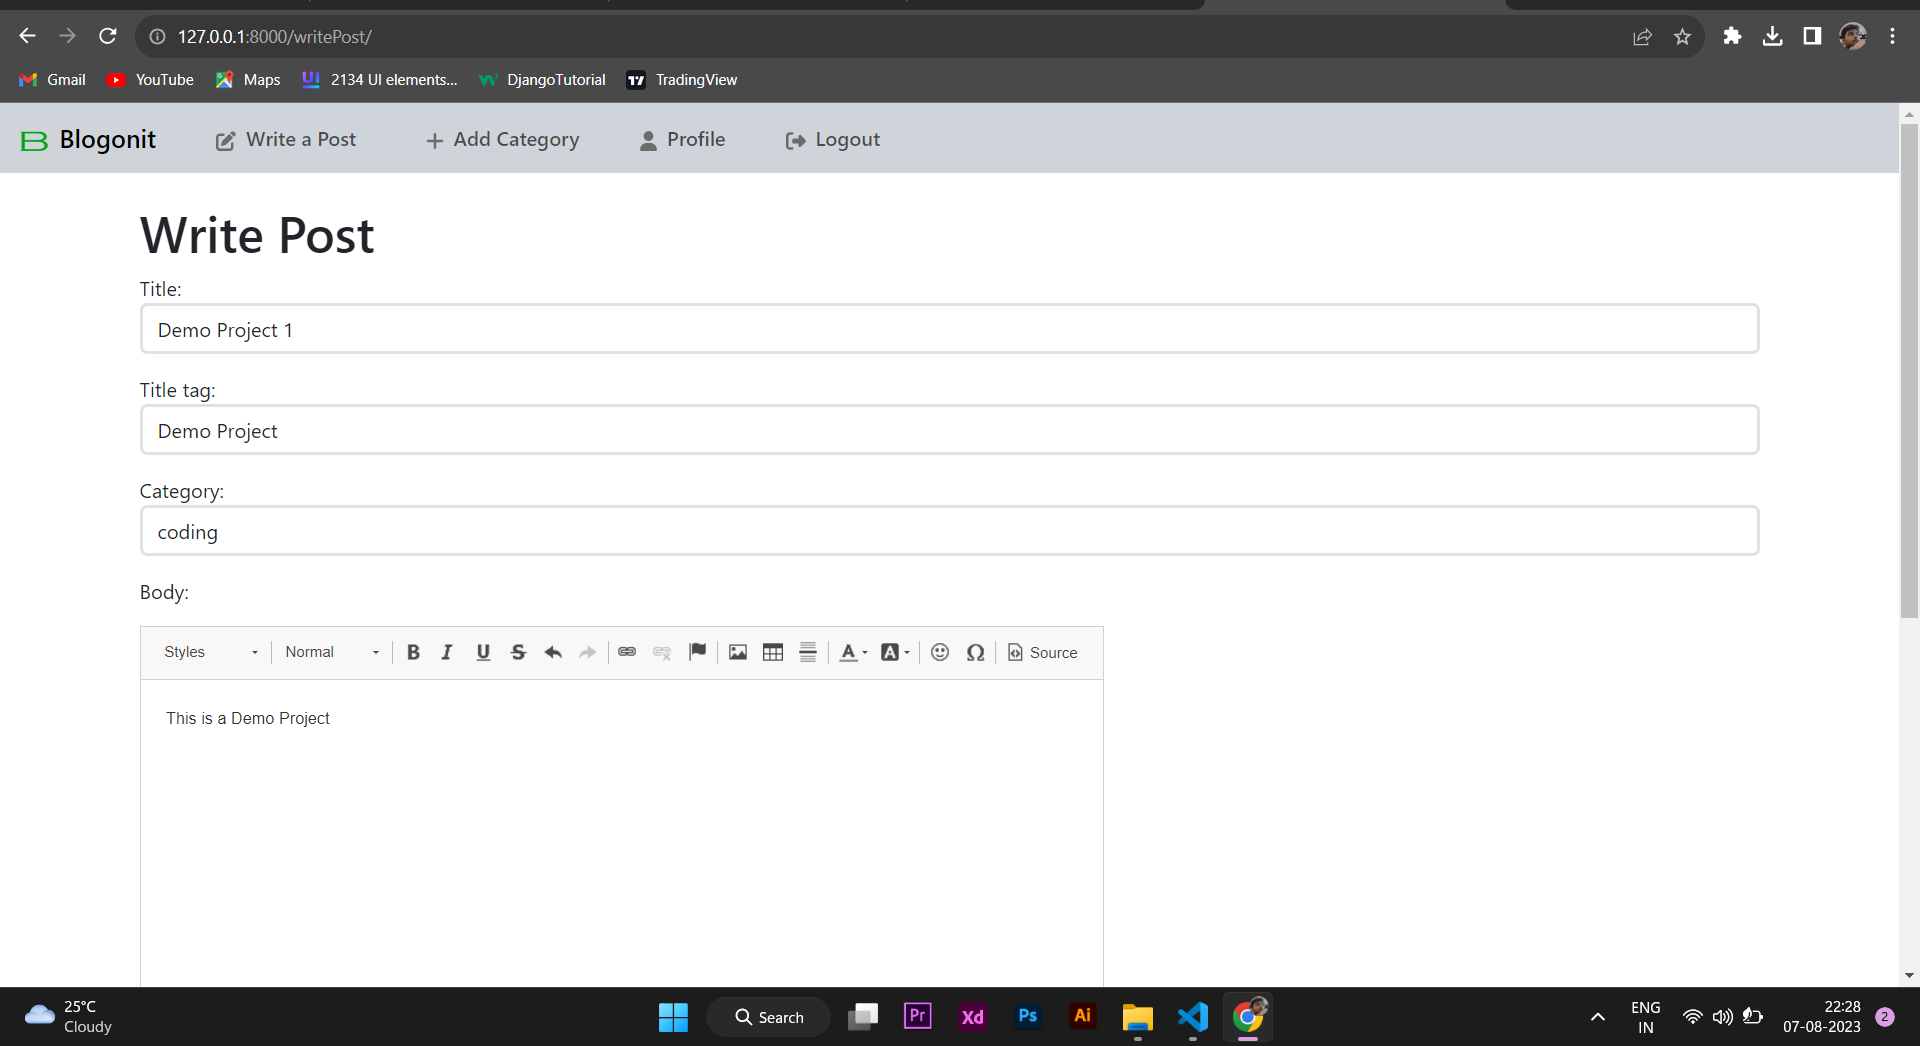 127.0.0.1:8000/writePost/
Gmail YouTube Maps 2134 UI elements... DjangoTutorial TradingView
Blogonit Write a Post Add Category Profile Logout
Write Post
Title:
Demo Project 1
Title tag:
Demo Project
Category:
coding
Body:
Styles Normal B I U S A A Ω Source
This is a Demo Project
25°C
Cloudy
Search
Pr Xd Ps Ai
ENG
IN
22:28
07-08-2023
2